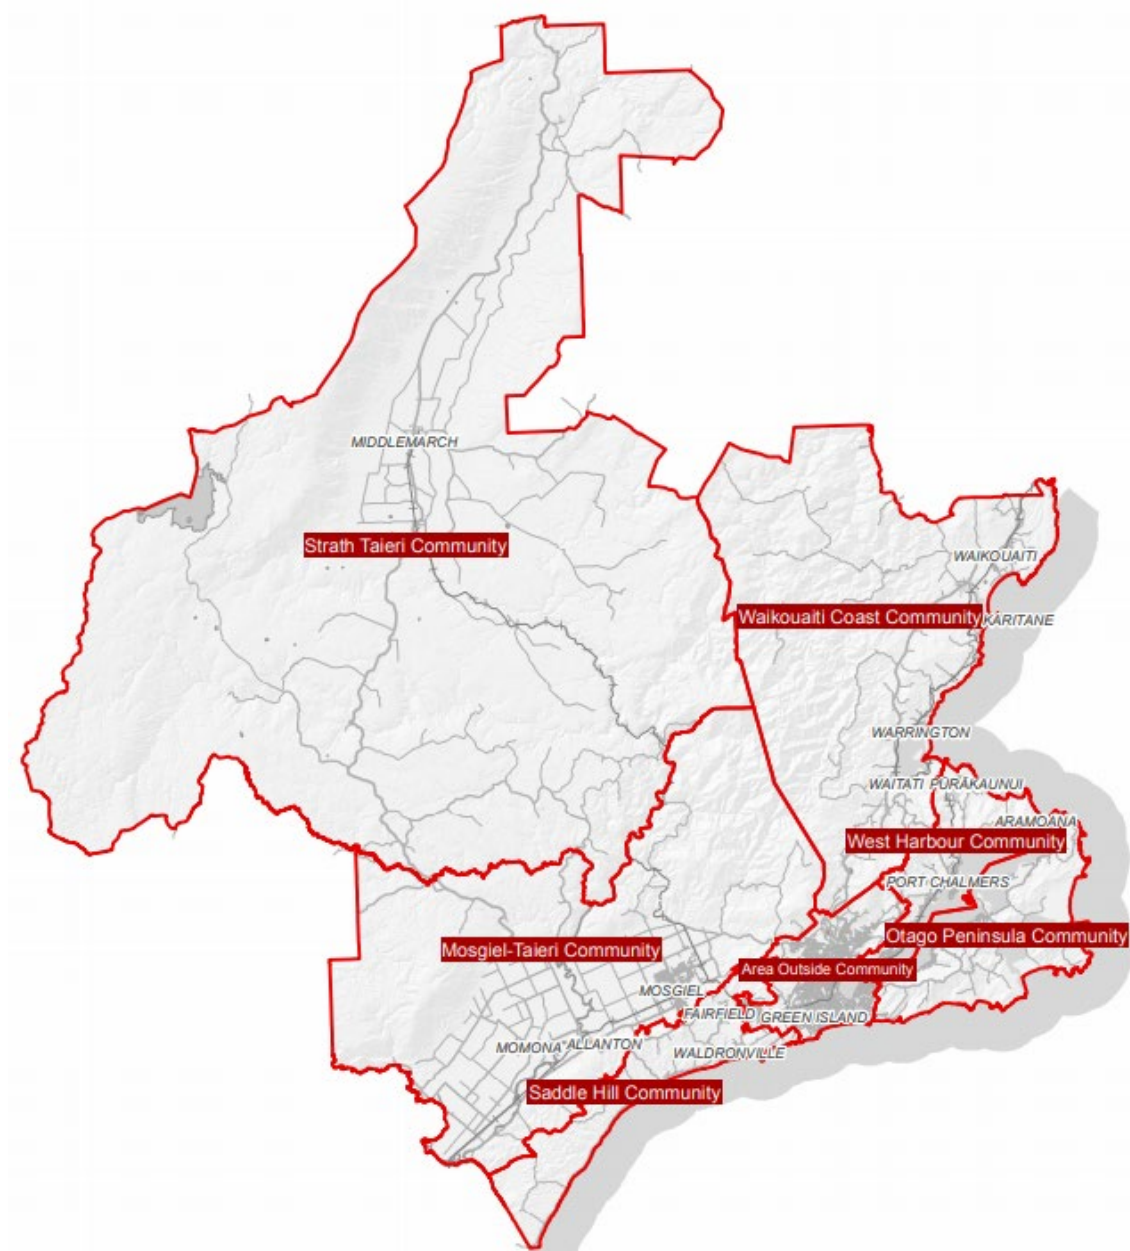 MIDDLEMARCH
Strath Taieri Community
WAIKOUAITI
Waikouaiti Coast Community
KARITANE
WARRINGTON
WAITATI
PŪRĀKAUNUI
ARAMOANA
West Harbour Community
PORT CHALMERS
Otago Peninsula Community
Mosgiel-Taieri Community
Area Outside Community
MOSGIEL
FAIRFIELD
GREEN ISLAND
MOMONA
ALLANTON
WALDRONVILLE
Saddle Hill Community